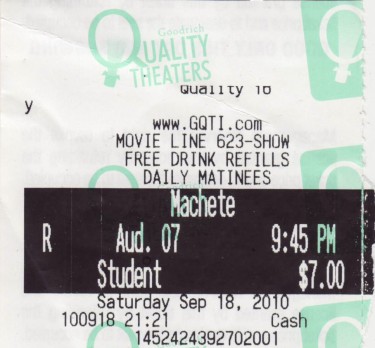 Goodrich
QUALITY
THEATERS
Quality 16
y
www.GQTI.com
MOVIE LINE 623-SHOW
FREE DRINK REFILLS
DAILY MATINEES
Machete
R Aud. 07 9:45 PM
Student $7.00
Saturday Sep 18, 2010
100918 21:21 Cash
1452424392702001